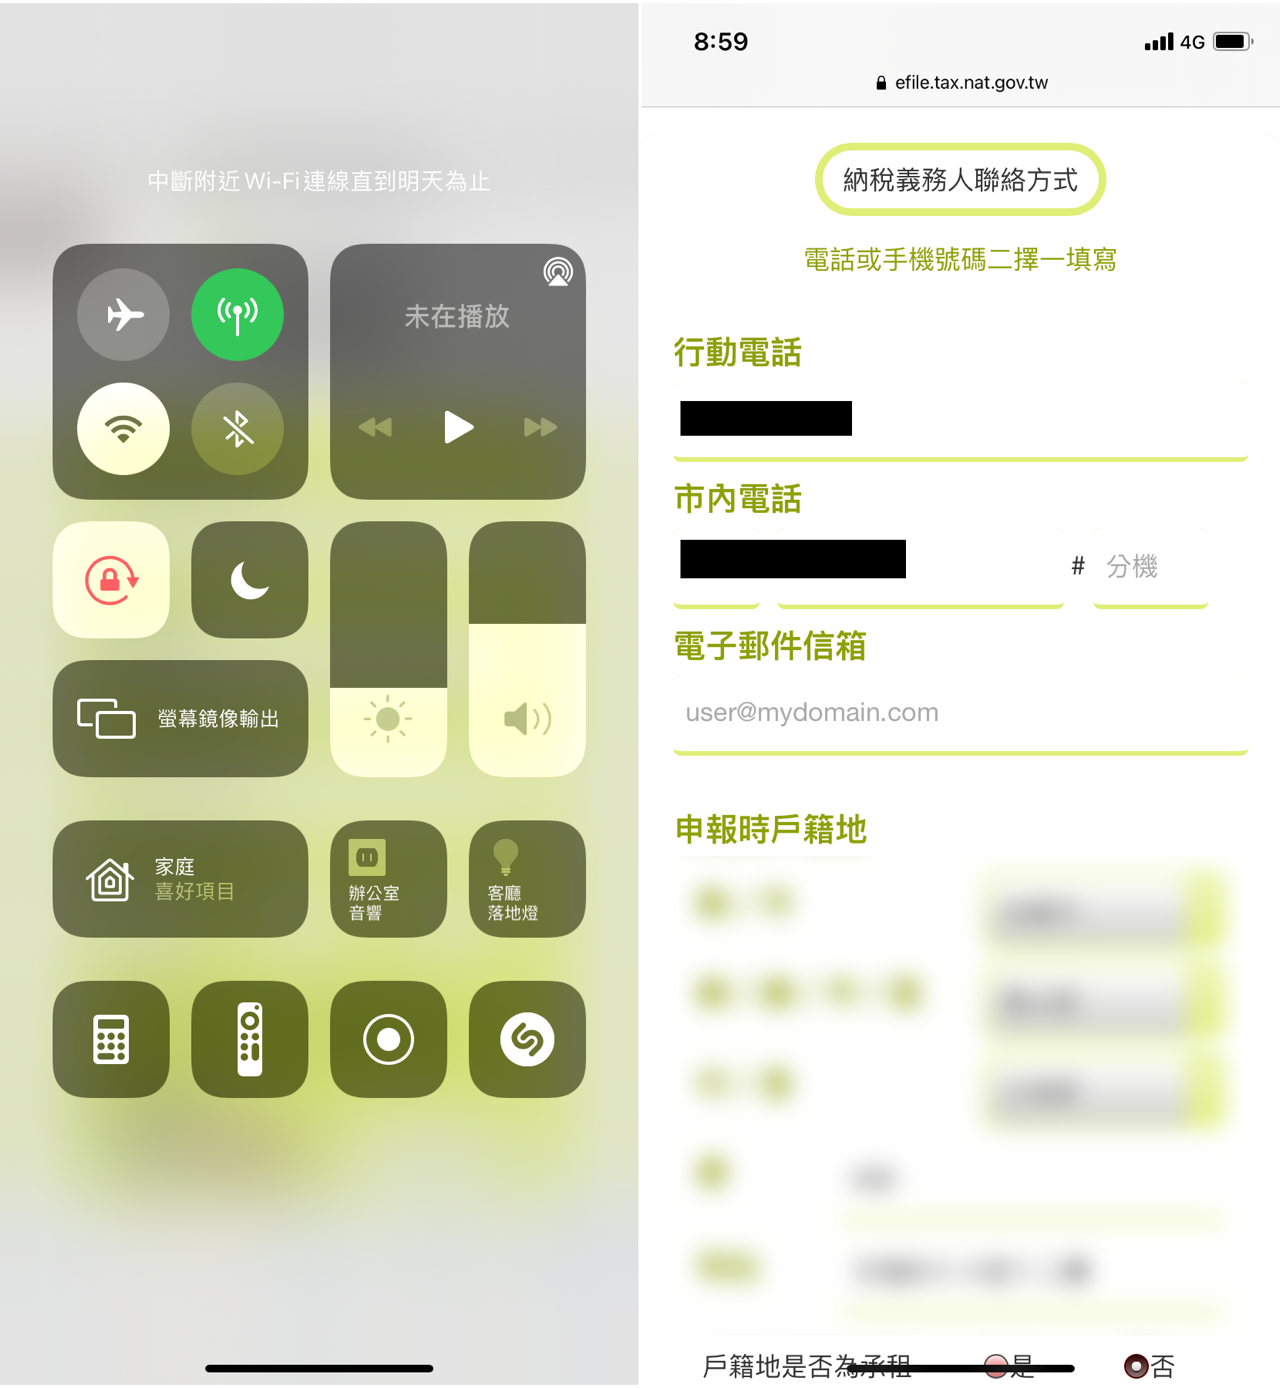 中斷附近 Wi-Fi 連線直到明天為止
未在播放
螢幕鏡像輸出
家庭
喜好項目
辦公室
音響
客廳
落地燈
8:59
4G
efile.tax.nat.gov.tw
納稅義務人聯絡方式
電話或手機號碼二擇一填寫
行動電話
市內電話
# 分機
電子郵件信箱
user@mydomain.com
申報時戶籍地
戶籍地是否為承租 是 否